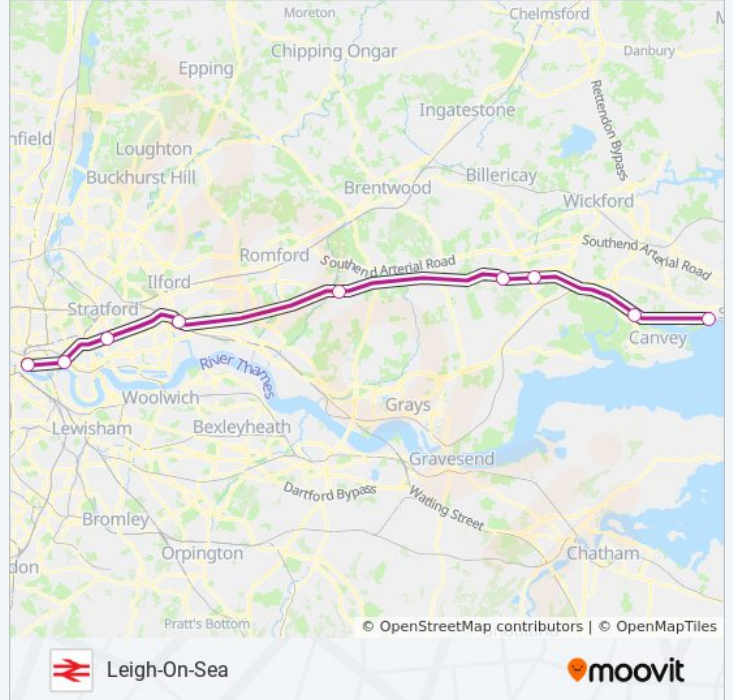 Moreton
Chelmsford
Chipping Ongar
Danbury
Epping
Rettendon Bypass
Ingatestone
nfield
Loughton
Buckhurst Hill
Billericay
Brentwood
Wickford
Romford
Southend Arterial Road
Southend Arterial Road
Ilford
Stratford
Canvey
River Thames
Woolwich
Grays
Lewisham
Bexleyheath
Gravesend
Dartford Bypass
Watling Street
Bromley
Orpington
Chatham
don
Pratt's Bottom
© OpenStreetMap contributors | © OpenMapTiles
Leigh-On-Sea
moovit